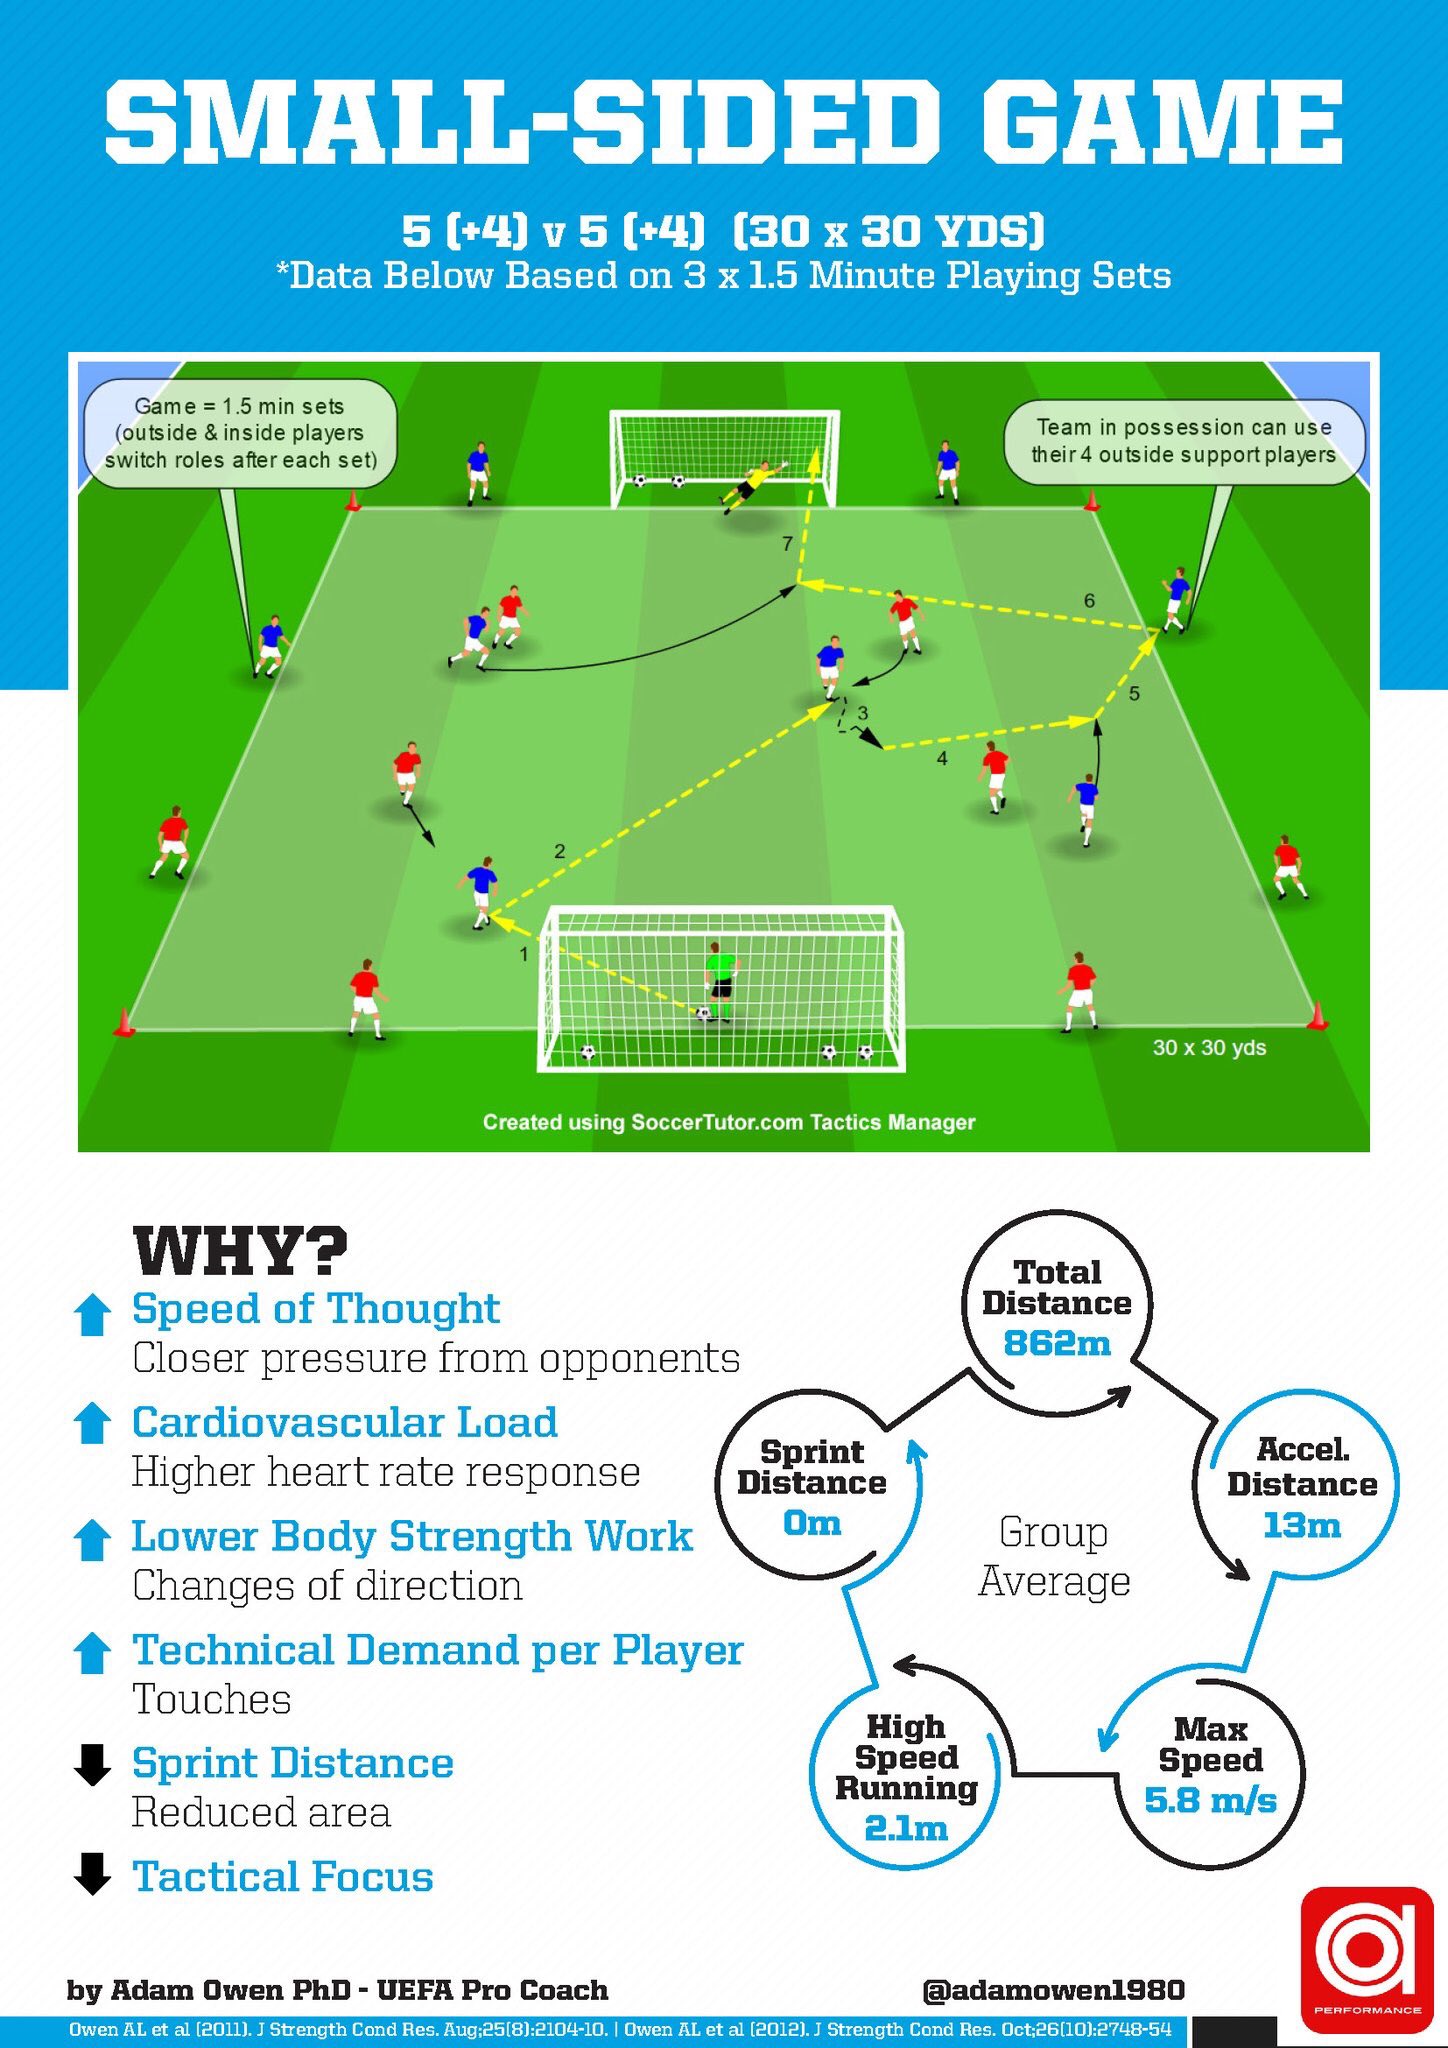 SMALL-SIDED GAME
5 (+4) v 5 (+4) (30 x 30 YDS)
*Data Below Based on 3 x 1.5 Minute Playing Sets
Game = 1.5 min sets
(outside & inside players
switch roles after each set)
Team in possession can use
their 4 outside support players
7
6
5
3
4
2
1
30 x 30 yds
Created using SoccerTutor.com Tactics Manager
WHY?
Speed of Thought
Closer pressure from opponents
Cardiovascular Load
Higher heart rate response
Lower Body Strength Work
Changes of direction
Technical Demand per Player
Touches
Sprint Distance
Reduced area
Tactical Focus
Total
Distance
862m
Accel.
Distance
13m
Max
Speed
5.8 m/s
High
Speed
Running
2.1m
Sprint
Distance
0m
Group
Average
by Adam Owen PhD - UEFA Pro Coach
@adamowen1980
a
PERFORMANCE
Owen AL et al (2011). J Strength Cond Res. Aug;25(8):2104-10. | Owen AL et al (2012). J Strength Cond Res. Oct;26(10):2748-54